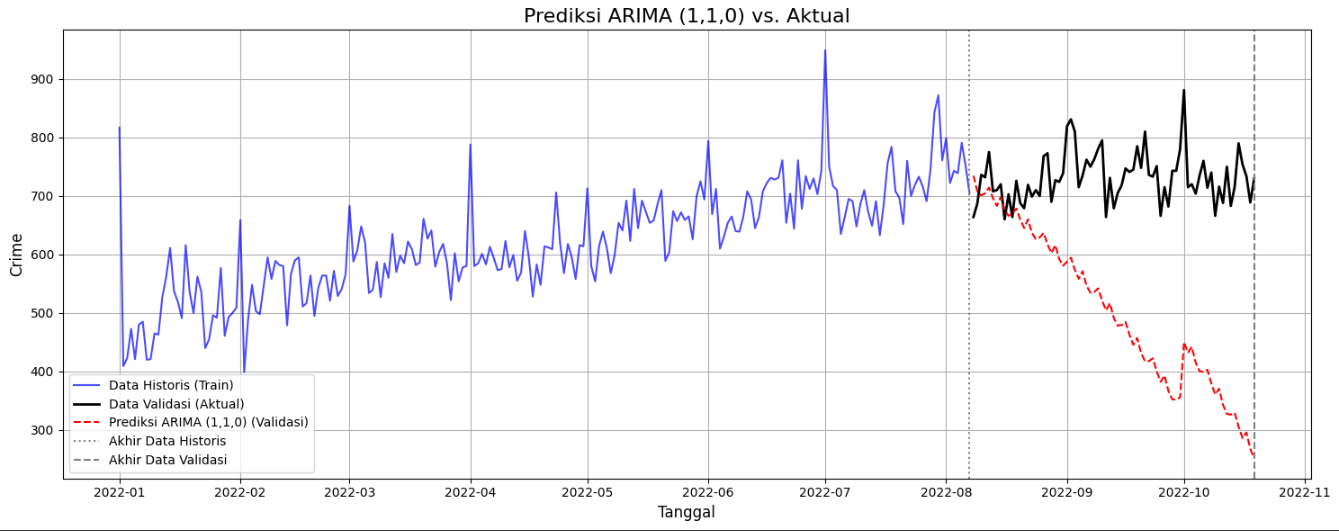 Prediksi ARIMA (1,1,0) vs. Aktual
Crime
900
800
700
600
500
400
300
Data Historis (Train)
Data Validasi (Aktual)
Prediksi ARIMA (1,1,0) (Validasi)
Akhir Data Historis
Akhir Data Validasi
2022-01 2022-02 2022-03 2022-04 2022-05 2022-06 2022-07 2022-08 2022-09 2022-10 2022-11
Tanggal